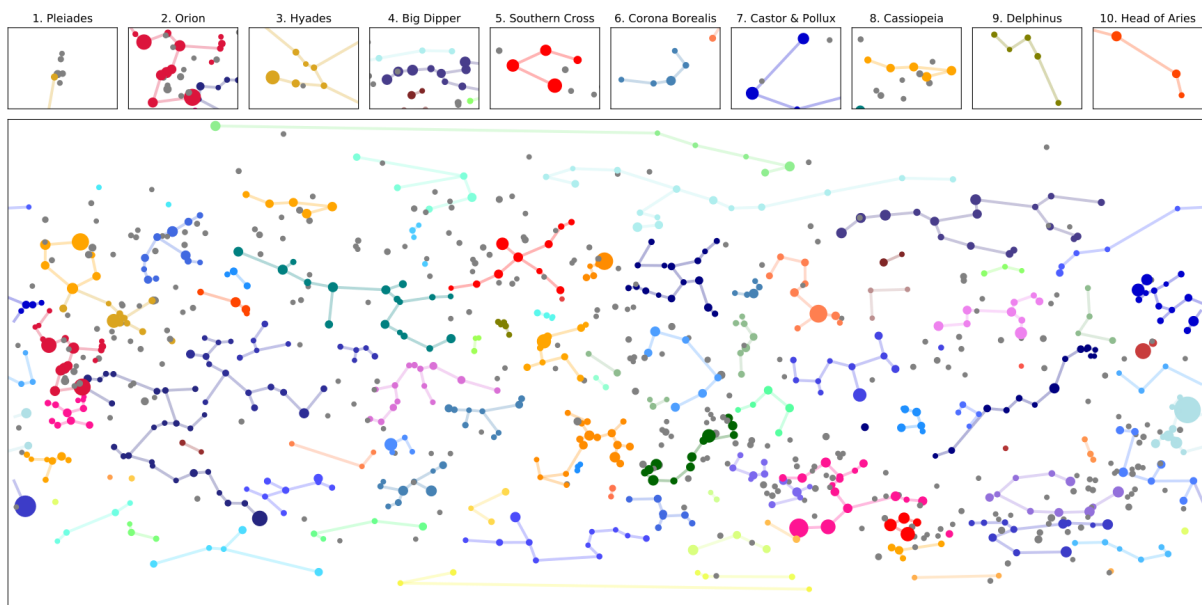 1. Pleiades
2. Orion
3. Hyades
4. Big Dipper
5. Southern Cross
6. Corona Borealis
7. Castor & Pollux
8. Cassiopeia
9. Delphinus
10. Head of Aries